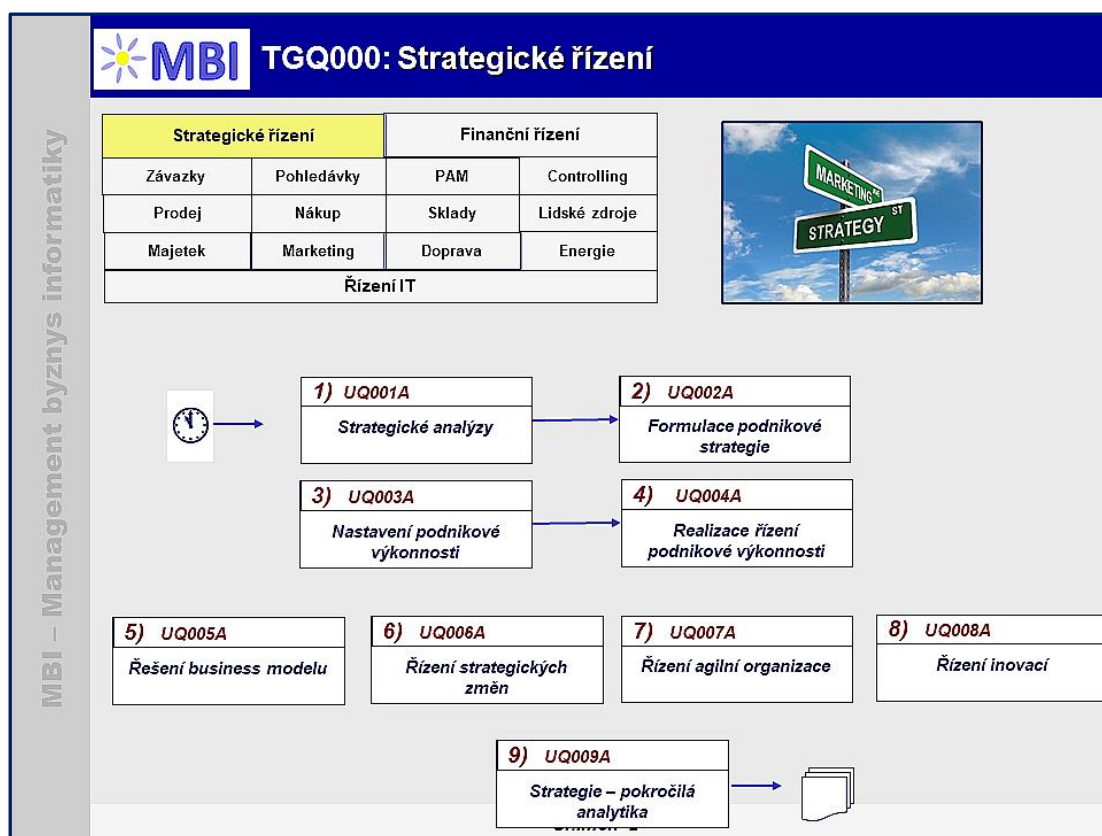 MBI – Management byznys informatiky
MBI
TGQ000: Strategické řízení
Strategické řízení
Finanční řízení
Závazky
Pohledávky
PAM
Controlling
Prodej
Nákup
Sklady
Lidské zdroje
Majetek
Marketing
Doprava
Energie
Řízení IT
MARKETING AVE
STRATEGY ST
1) UQ001A
Strategické analýzy
2) UQ002A
Formulace podnikové
strategie
3) UQ003A
Nastavení podnikové
výkonnosti
4) UQ004A
Realizace řízení
podnikové výkonnosti
5) UQ005A
Řešení business modelu
6) UQ006A
Řízení strategických
změn
7) UQ007A
Řízení agilní organizace
8) UQ008A
Řízení inovací
9) UQ009A
Strategie – pokročilá
analytika